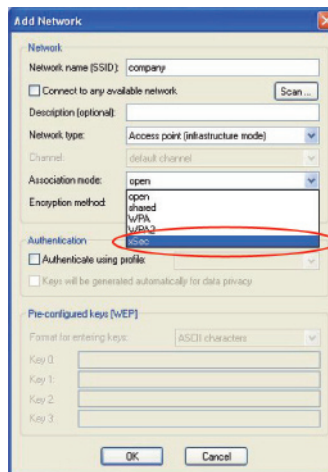 Add Network
Network
Network name (SSID): company
Connect to any available network Scan ...
Description (optional):
Network type: Access point (infrastructure mode)
Channel: default channel
Association mode: open
open
shared
WPA
WPA2
xSec
Encryption method:
Authentication
Authenticate using profile:
Keys will be generated automatically for data privacy
Pre-configured keys (WEP)
Format for entering keys: ASCII characters
Key 0:
Key 1:
Key 2:
Key 3:
OK Cancel